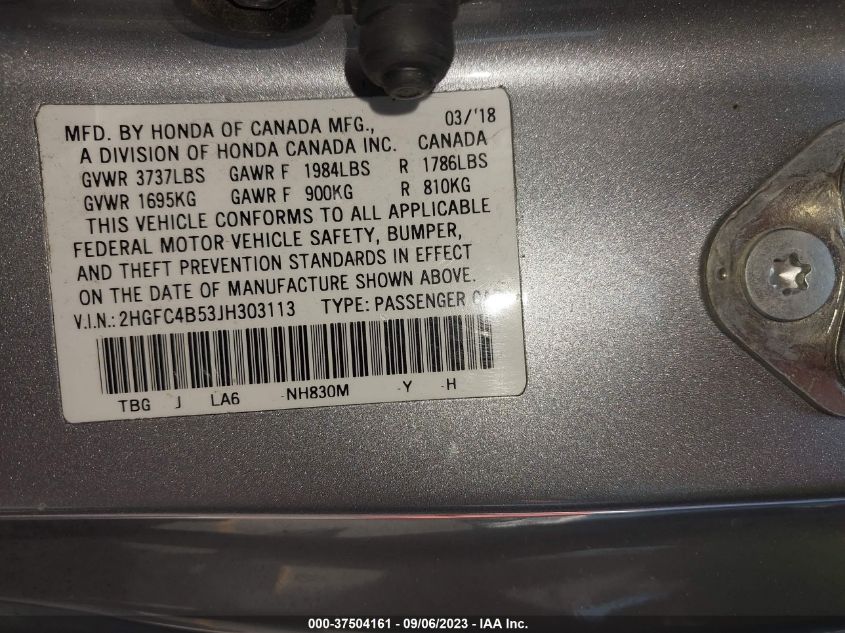 MFD. BY HONDA OF CANADA MFG., 03/'18
A DIVISION OF HONDA CANADA INC. CANADA
GVWR 3737LBS GAWR F 1984LBS R 1786LBS
GVWR 1695KG GAWR F 900KG R 810KG
THIS VEHICLE CONFORMS TO ALL APPLICABLE
FEDERAL MOTOR VEHICLE SAFETY, BUMPER,
AND THEFT PREVENTION STANDARDS IN EFFECT
ON THE DATE OF MANUFACTURE SHOWN ABOVE.
V.I.N.: 2HGFC4B53JH303113 TYPE: PASSENGER
TBG J LA6 -NH830M -Y -H
000-37504161 - 09/06/2023 - IAA Inc.